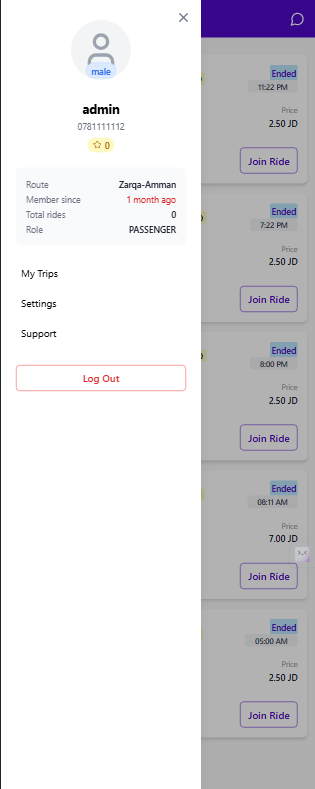 male
admin
0781111112
0
Route Zarqa-Amman
Member since 1 month ago
Total rides 0
Role PASSENGER
My Trips
Settings
Support
Log Out
Ended
11:22 PM
Price
2.50 JD
Join Ride
Ended
7:22 PM
Price
2.50 JD
Join Ride
Ended
8:00 PM
Price
2.50 JD
Join Ride
Ended
08:11 AM
Price
7.00 JD
Join Ride
Ended
05:00 AM
Price
2.50 JD
Join Ride